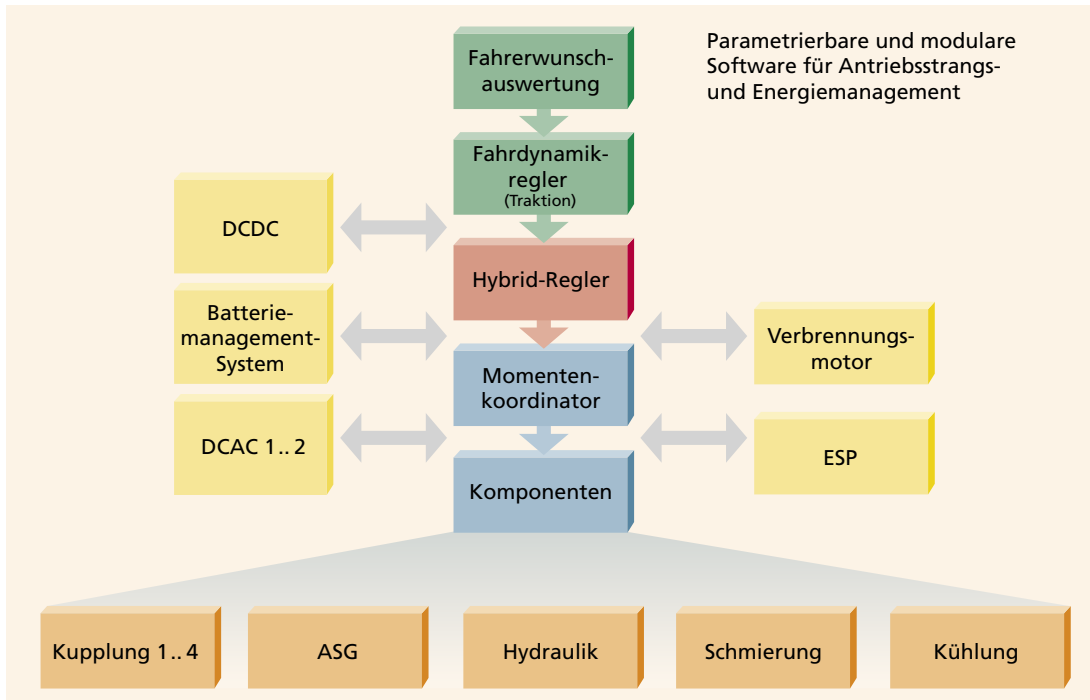 Fahrerwunsch-
auswertung
Parametrierbare und modulare
Software für Antriebsstrangs-
und Energiemanagement
Fahrdynamik-
regler
(Traktion)
DCDC
Hybrid-Regler
Batterie-
management-
System
Verbrennungs-
motor
Momenten-
koordinator
DCAC 1.. 2
ESP
Komponenten
Kupplung 1.. 4
ASG
Hydraulik
Schmierung
Kühlung